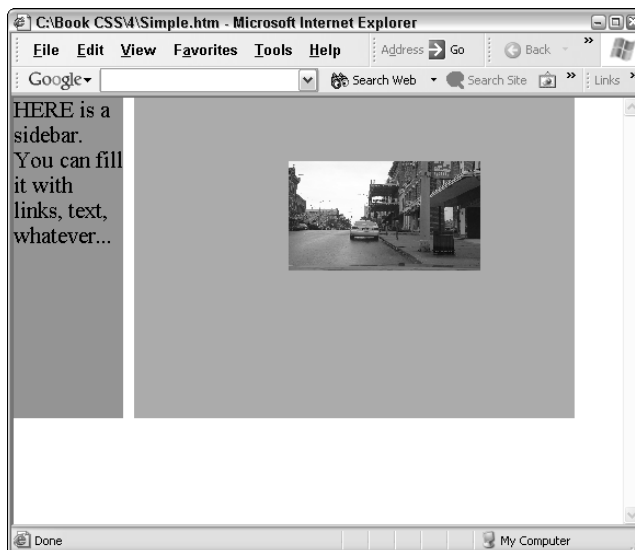 C:\Book CSS\4\Simple.htm - Microsoft Internet Explorer
File Edit View Favorites Tools Help Address Go Back »
Google Search Web Search Site » Links »
HERE is a
sidebar.
You can fill
it with
links, text,
whatever...
Done My Computer